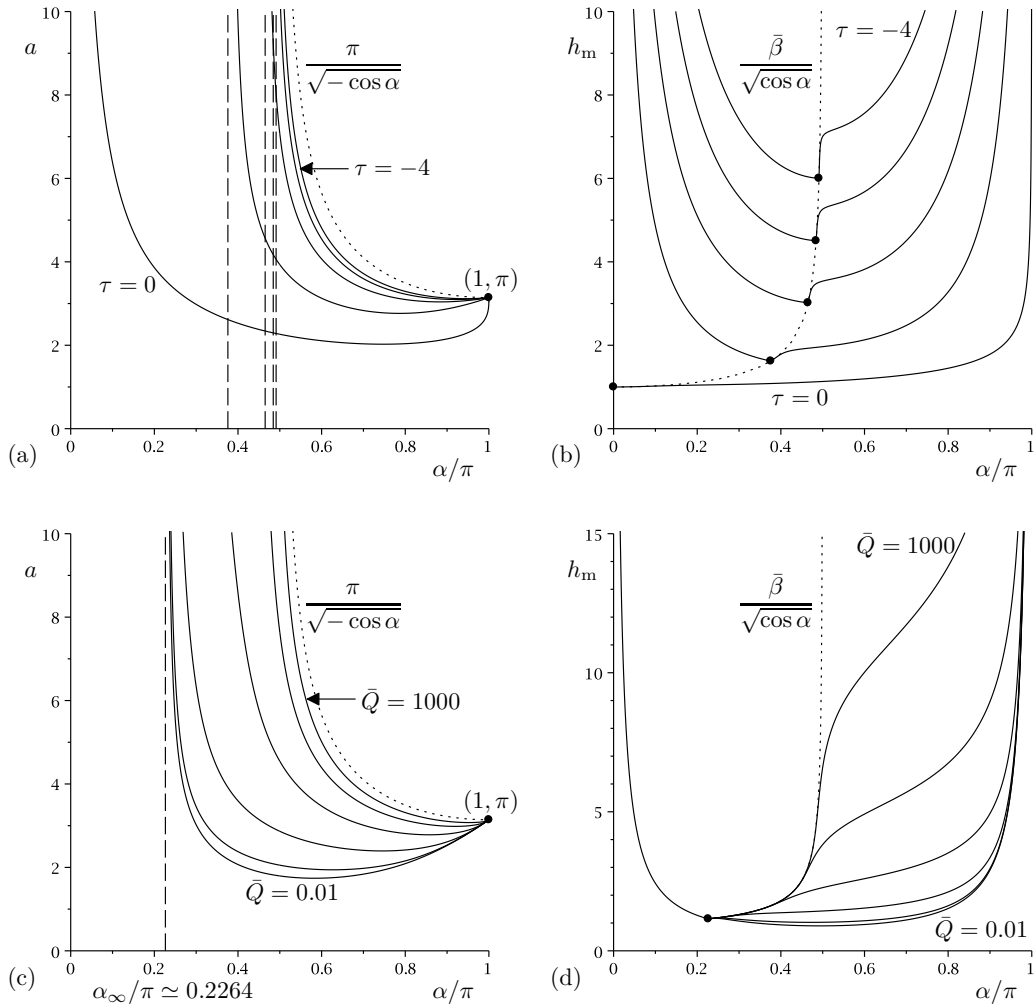 10
8
6
4
2
0
a
π/√(− cos α)
τ = −4
(1, π)
τ = 0
0 0.2 0.4 0.6 0.8 1
(a)
α/π
10
8
6
4
2
0
hm
β̄/√(cos α)
τ = −4
τ = 0
0 0.2 0.4 0.6 0.8 1
(b)
α/π
10
8
6
4
2
0
a
π/√(− cos α)
Q̄ = 1000
(1, π)
Q̄ = 0.01
0 0.2 0.4 0.6 0.8 1
(c)
α∞/π ≃ 0.2264
α/π
15
10
5
0
hm
β̄/√(cos α)
Q̄ = 1000
Q̄ = 0.01
0 0.2 0.4 0.6 0.8 1
(d)
α/π